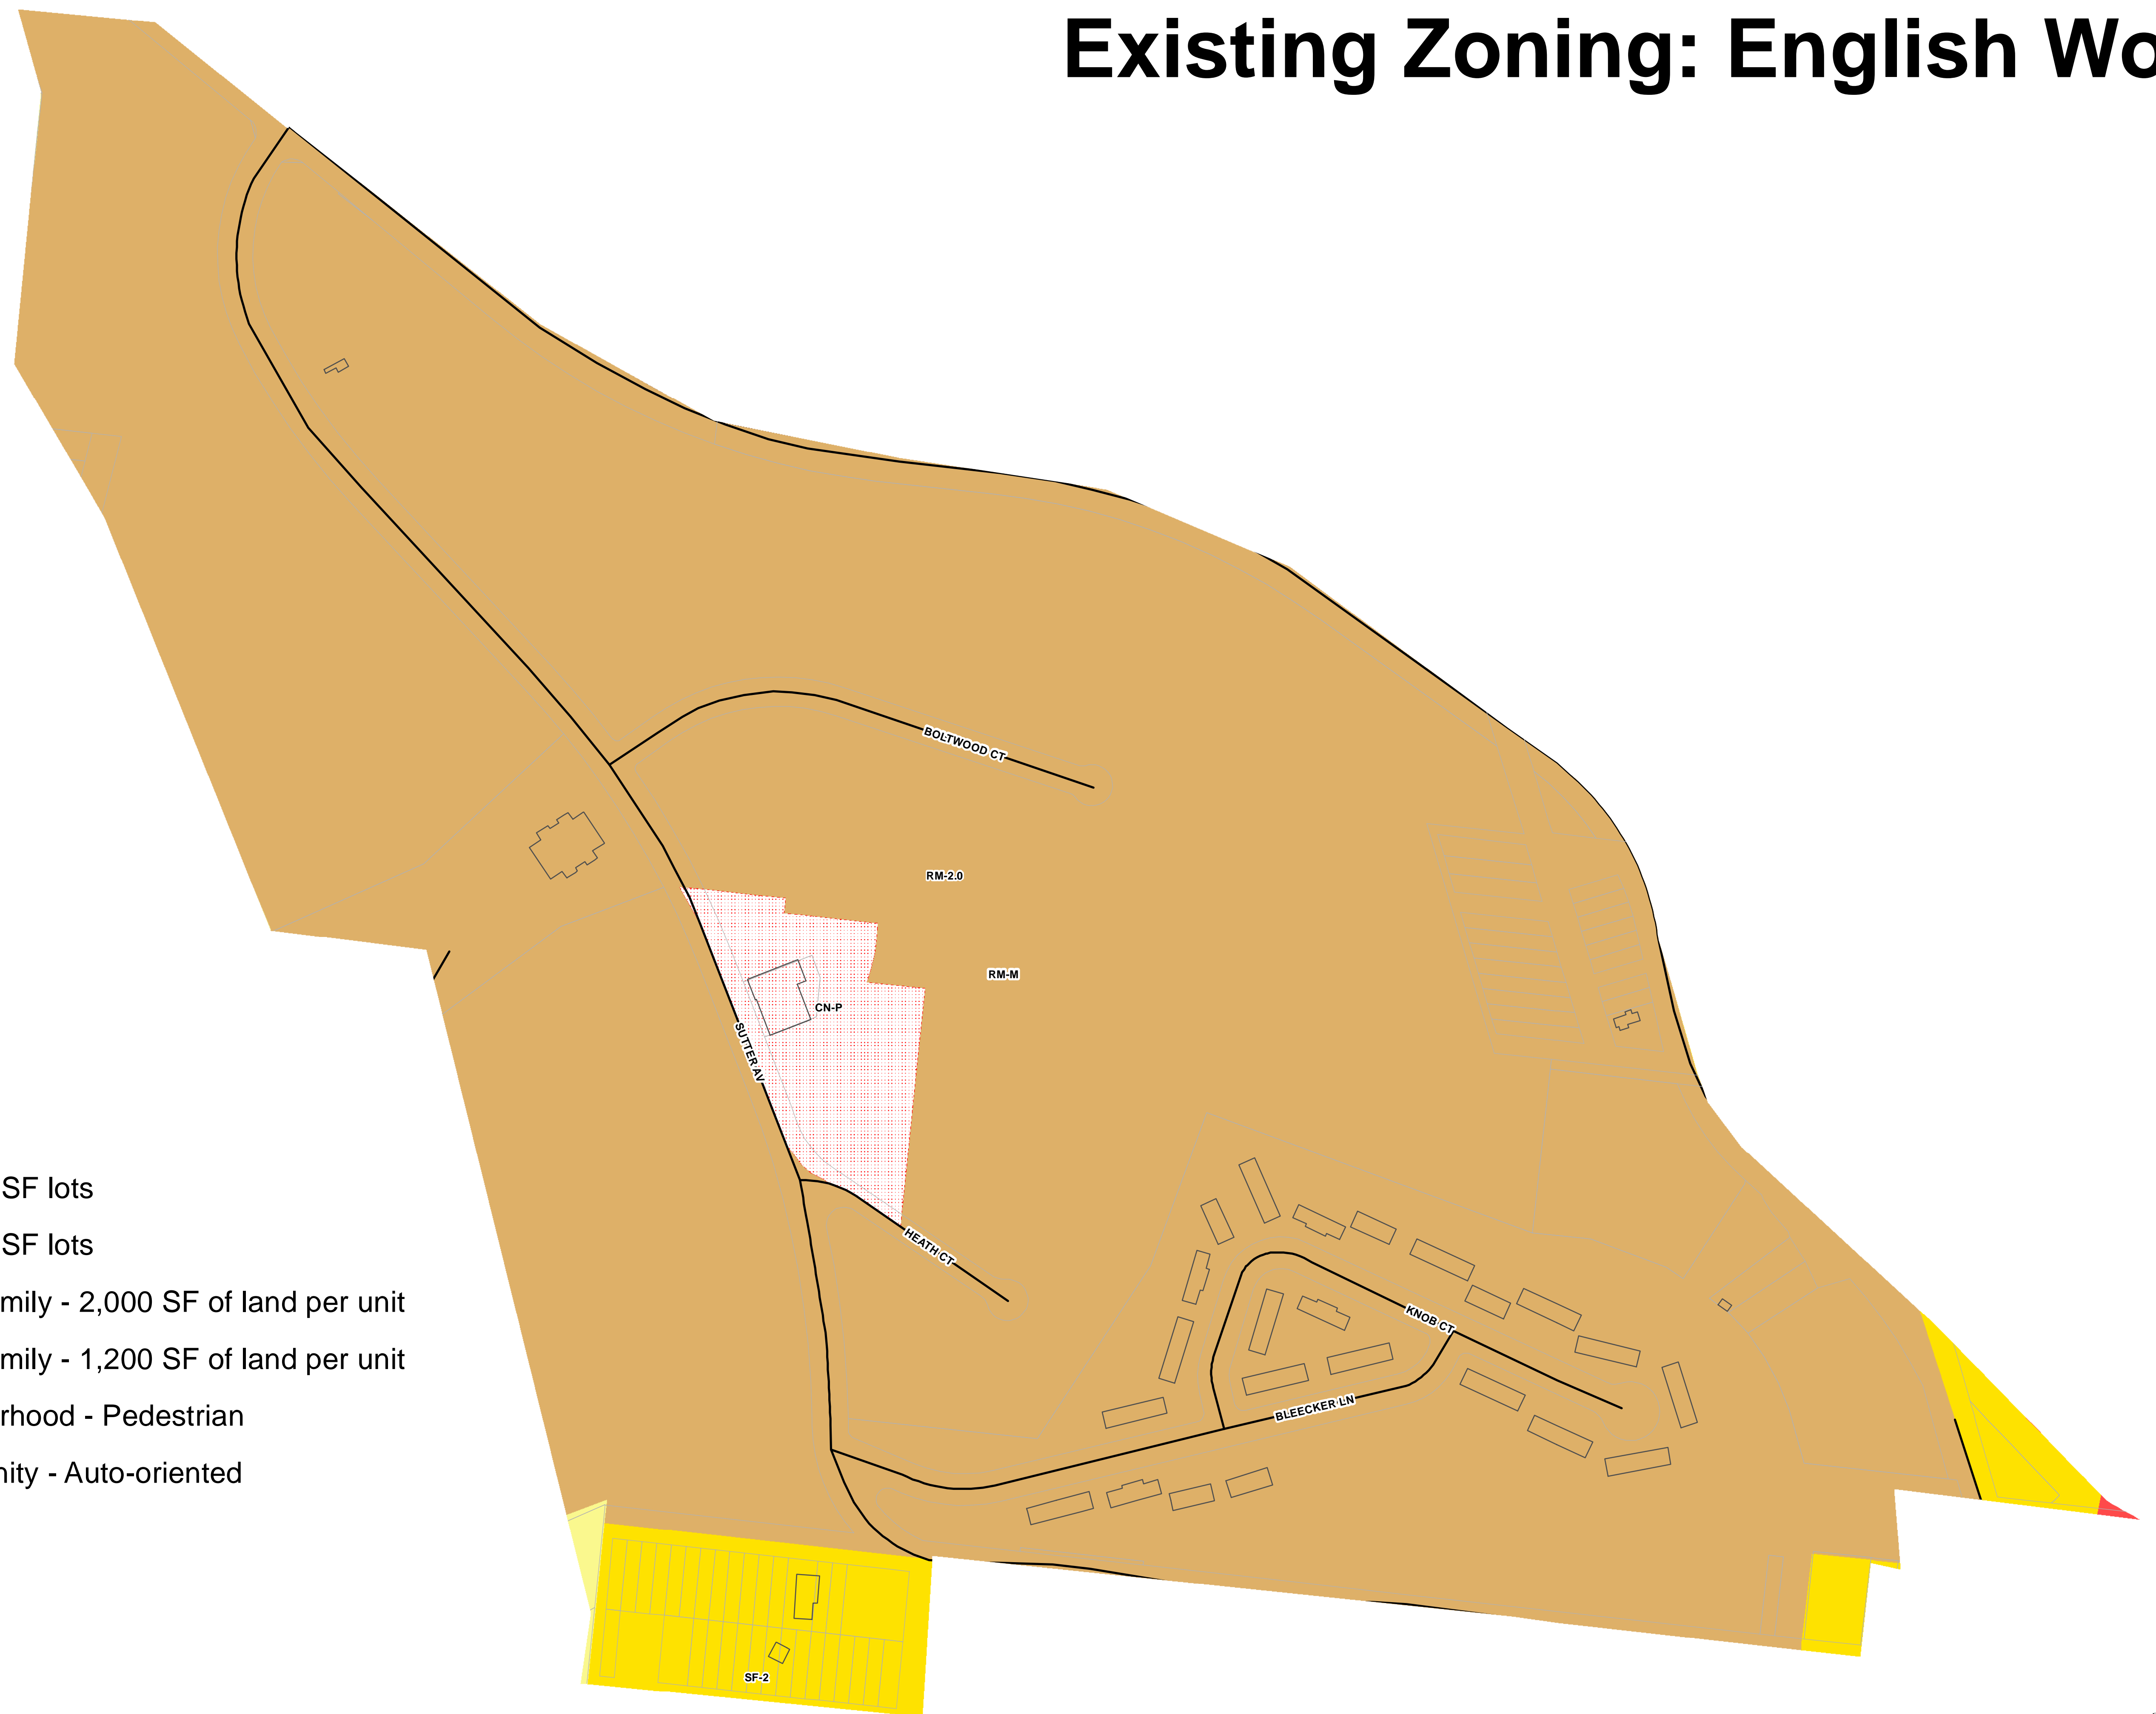 Existing Zoning: English Wo
BOLTWOOD CT
RM-2.0
RM-M
CN-P
SUTTER AV
HEATH CT
KNOB CT
BLEECKER LN
SF-2
SF lots
SF lots
mily - 2,000 SF of land per unit
mily - 1,200 SF of land per unit
rhood - Pedestrian
nity - Auto-oriented